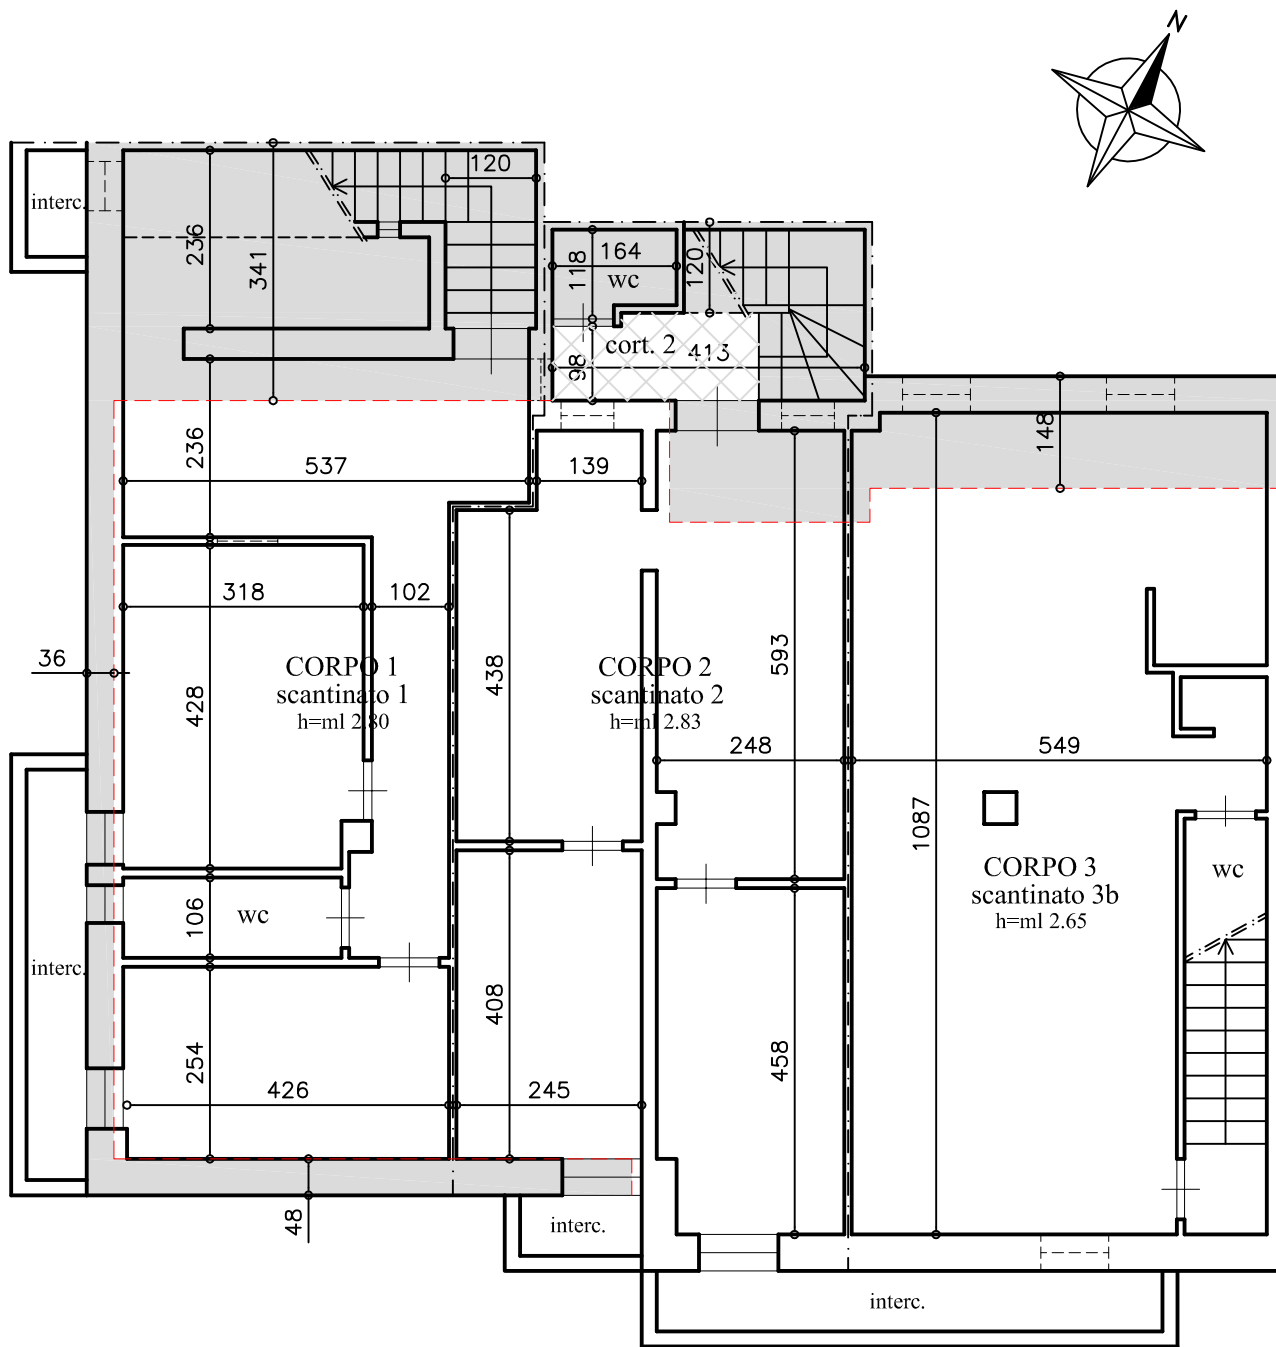 N
120
interc.
236
341
118
164
wc
120
cort. 2
98
413
148
236
537
139
318
102
36
CORPO 1
scantinato 1
h=ml 2.80
428
438
CORPO 2
scantinato 2
h=ml 2.83
593
248
549
1087
CORPO 3
scantinato 3b
h=ml 2.65
wc
106
wc
interc.
408
254
458
426
245
48
interc.
interc.